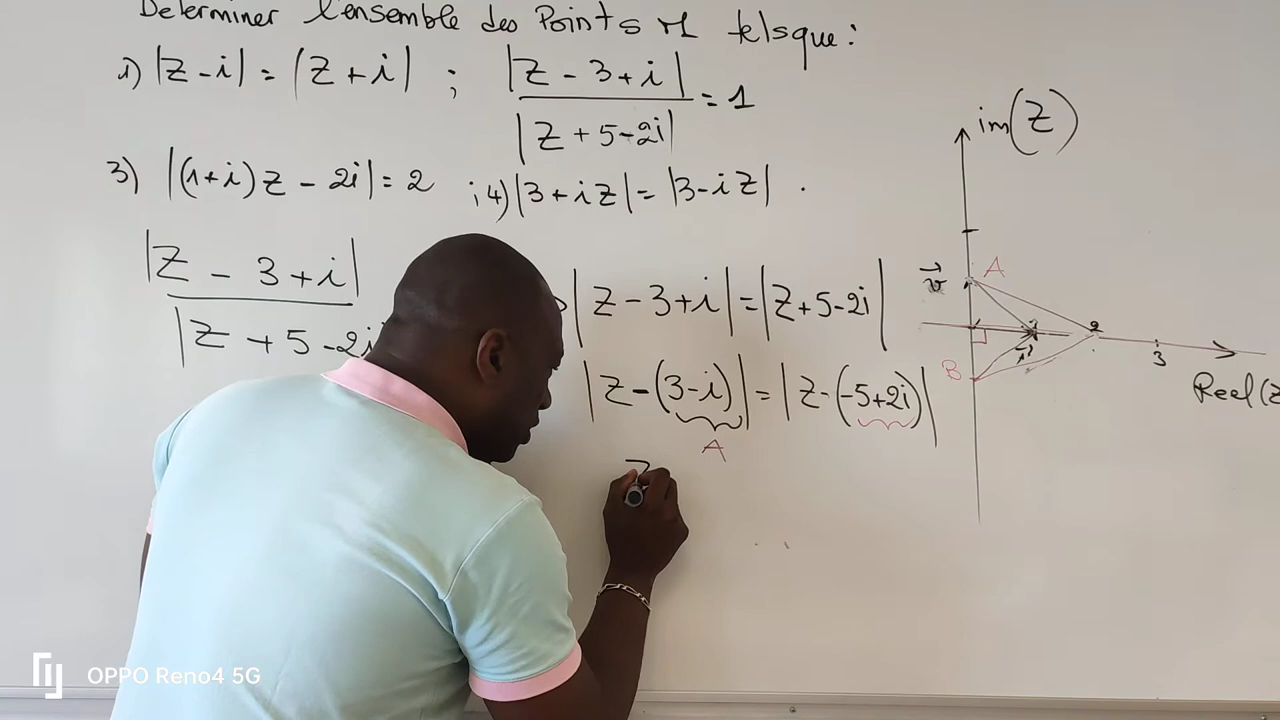 Determiner l'ensemble des Points M telsque :
1) |z - i| = |z + i| ; |z - 3 + i| / |z + 5 - 2i| = 1
3) |(1+i)z - 2i| = 2 ; 4) |3 + iz| = |3 - iz| .
|z - 3 + i| / |z + 5 - 2i
|z - 3 + i| = |z + 5 - 2i|
|z - (3 - i)| = |z - (-5 + 2i)|
A
Z
im(Z)
A
v
2
3
B
Reel(z
OPPO Reno4 5G